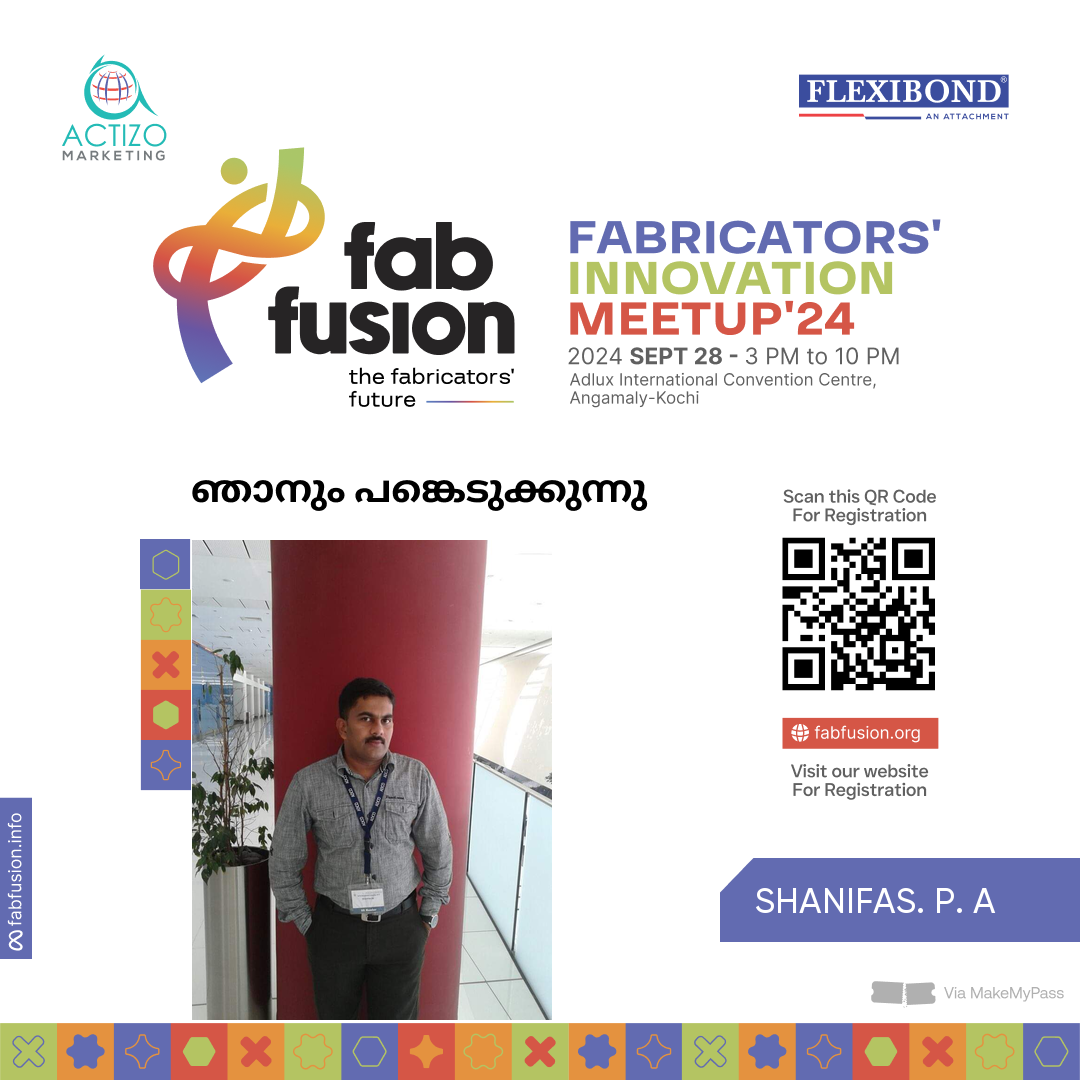 ACTIZO
MARKETING
FLEXIBOND®
AN ATTACHMENT
fab
fusion
the fabricators'
future
FABRICATORS'
INNOVATION
MEETUP'24
2024 SEPT 28 - 3 PM to 10 PM
Adlux International Convention Centre,
Angamaly-Kochi
ഞാനും പങ്കെടുക്കുന്നു
Scan this QR Code
For Registration
fabfusion.org
Visit our website
For Registration
fabfusion.info
SHANIFAS. P. A
Via MakeMyPass